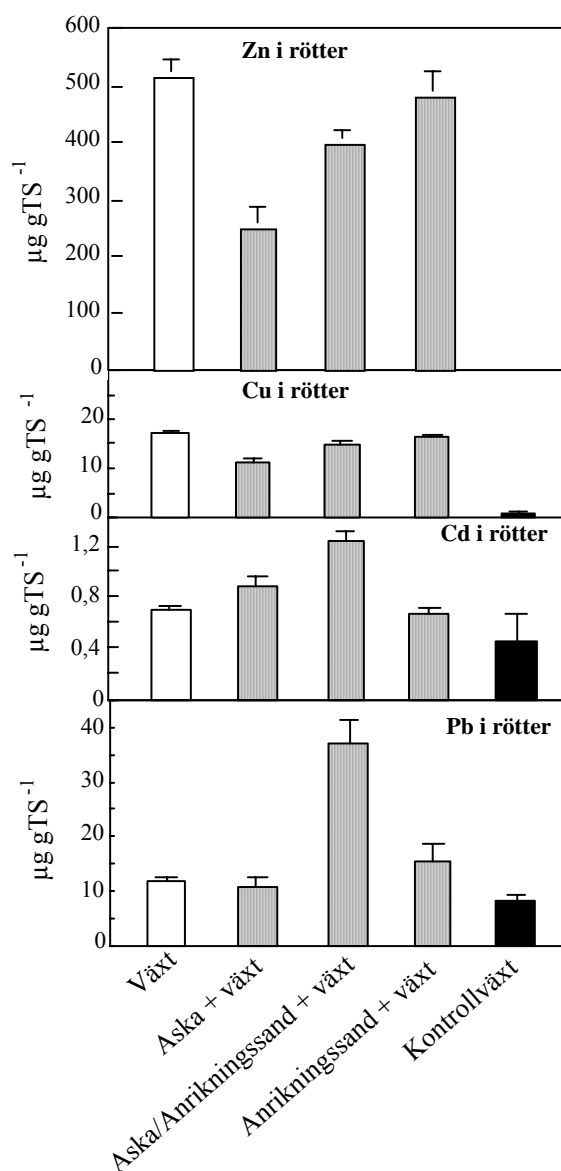 Zn i rötter
600
500
400
300
200
100
0
µg gTS⁻¹
Cu i rötter
20
10
0
µg gTS⁻¹
Cd i rötter
1,2
0,8
0,4
0
µg gTS⁻¹
Pb i rötter
40
30
20
10
0
µg gTS⁻¹
Växt
Aska + växt
Aska/Anrikningssand + växt
Anrikningssand + växt
Kontrollväxt